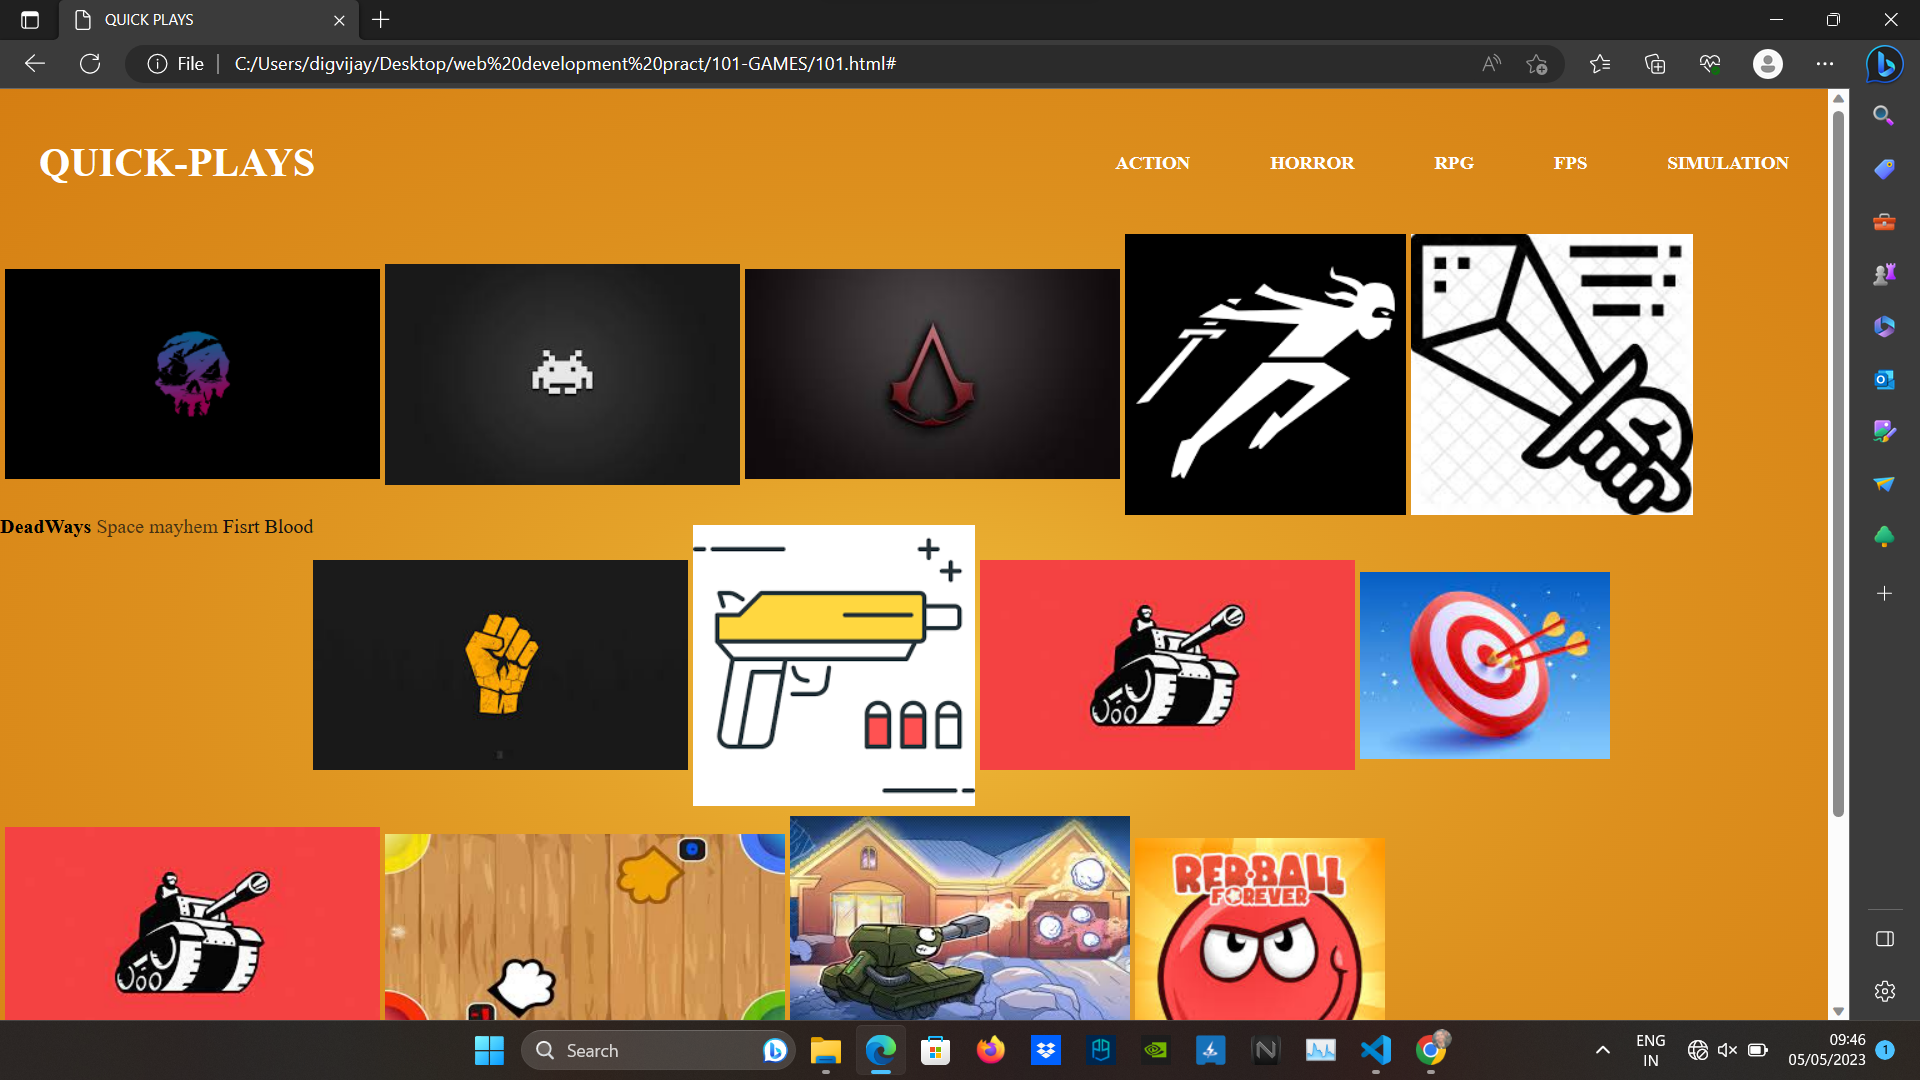 QUICK PLAYS
File
C:/Users/digvijay/Desktop/web%20development%20pract/101-GAMES/101.html#
QUICK-PLAYS
ACTION HORROR RPG FPS SIMULATION
DeadWays Space mayhem Fisrt Blood
RED BALL
FOREVER
Search
ENG
IN
09:46
05/05/2023
1